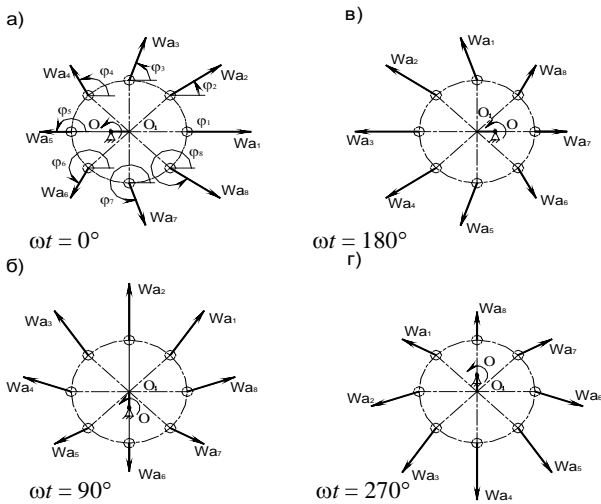 а)
Wa₃
Wa₄
φ₄
φ₃
Wa₂
φ₂
φ₅
O
O₁
φ₁
Wa₅
Wa₁
φ₆
φ₈
Wa₆
φ₇
Wa₈
Wa₇
ωt = 0°
в)
Wa₁
Wa₂
Wa₈
O₁
O
Wa₃
Wa₇
Wa₄
Wa₆
Wa₅
ωt = 180°
б)
Wa₂
Wa₃
Wa₁
Wa₄
O₁
Wa₈
O
Wa₅
Wa₇
Wa₆
ωt = 90°
г)
Wa₈
Wa₁
Wa₇
O
O₁
Wa₂
Wa₆
Wa₃
Wa₅
Wa₄
ωt = 270°